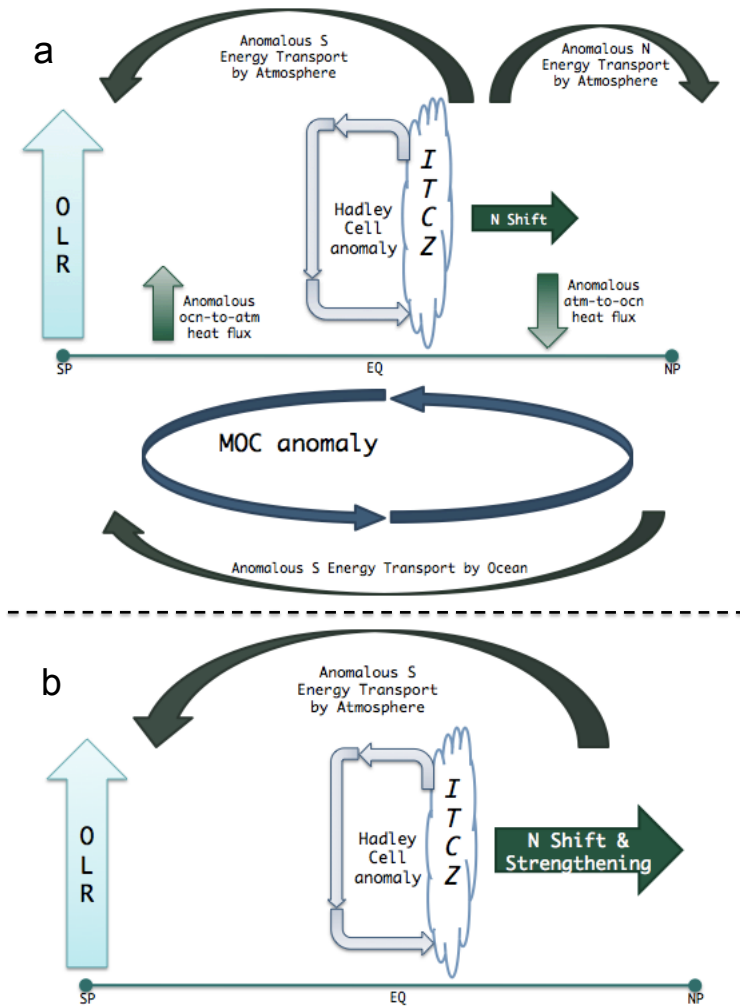 a
Anomalous S
Energy Transport
by Atmosphere
Anomalous N
Energy Transport
by Atmosphere
O
L
R
Hadley
Cell
anomaly
I
T
C
Z
N Shift
Anomalous
ocn-to-atm
heat flux
Anomalous
atm-to-ocn
heat flux
SP
EQ
NP
MOC anomaly
Anomalous S Energy Transport by Ocean
b
Anomalous S
Energy Transport
by Atmosphere
O
L
R
Hadley
Cell
anomaly
I
T
C
Z
N Shift &
Strengthening
SP
EQ
NP